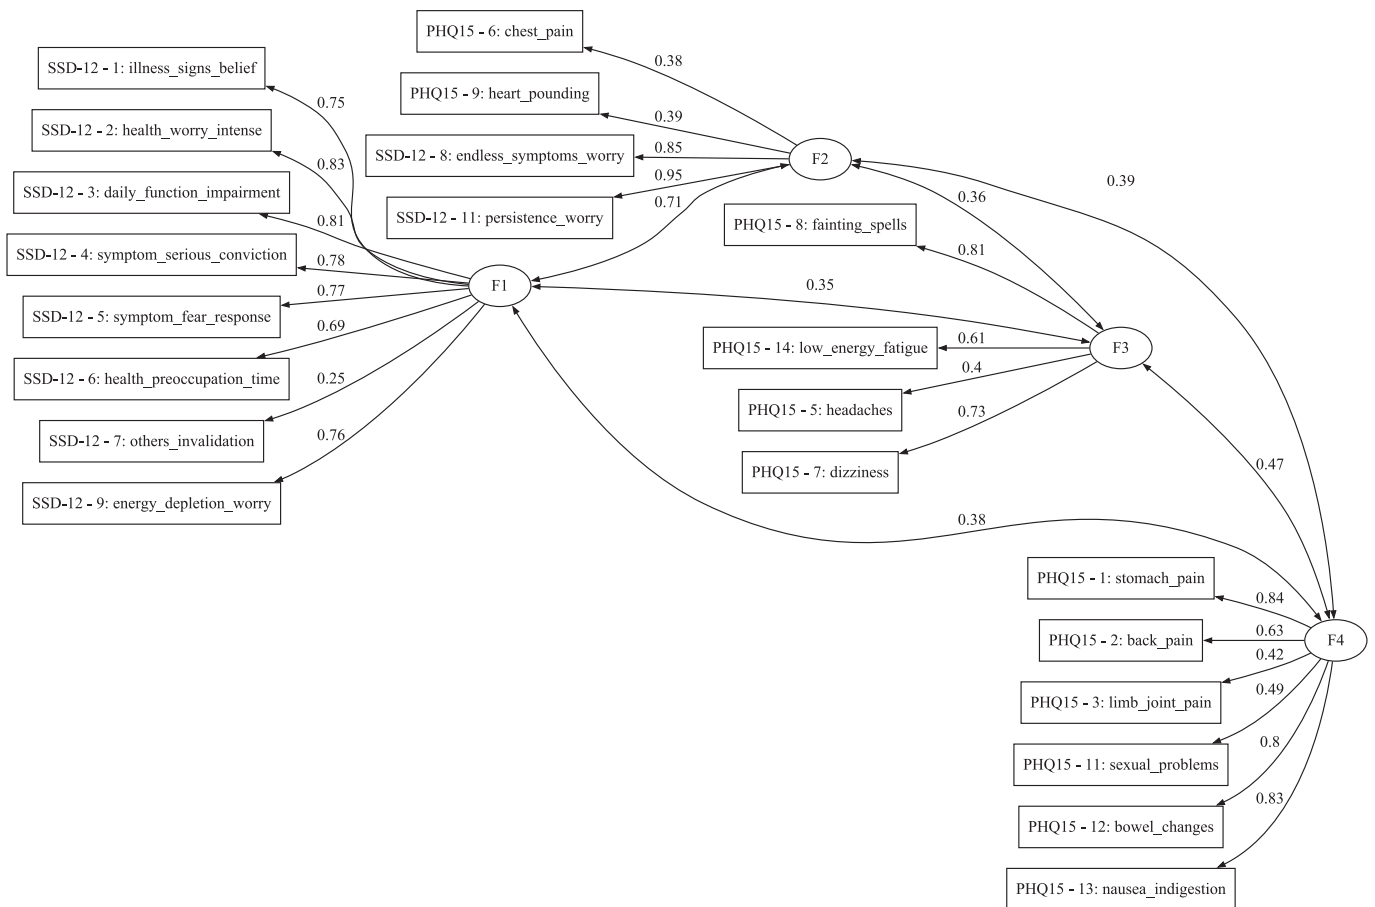 PHQ15 - 6: chest_pain
0.38
SSD-12 - 1: illness_signs_belief
0.75
PHQ15 - 9: heart_pounding
0.39
SSD-12 - 2: health_worry_intense
0.83
SSD-12 - 8: endless_symptoms_worry
0.85
F2
0.39
SSD-12 - 3: daily_function_impairment
0.81
0.95
SSD-12 - 11: persistence_worry
0.71
0.36
PHQ15 - 8: fainting_spells
0.81
SSD-12 - 4: symptom_serious_conviction
0.78
F1
0.35
SSD-12 - 5: symptom_fear_response
0.77
PHQ15 - 14: low_energy_fatigue
0.61
F3
SSD-12 - 6: health_preoccupation_time
0.69
0.4
PHQ15 - 5: headaches
0.25
SSD-12 - 7: others_invalidation
0.73
PHQ15 - 7: dizziness
0.47
0.76
SSD-12 - 9: energy_depletion_worry
0.38
PHQ15 - 1: stomach_pain
0.84
PHQ15 - 2: back_pain
0.63
F4
0.42
PHQ15 - 3: limb_joint_pain
0.49
PHQ15 - 11: sexual_problems
0.8
PHQ15 - 12: bowel_changes
0.83
PHQ15 - 13: nausea_indigestion